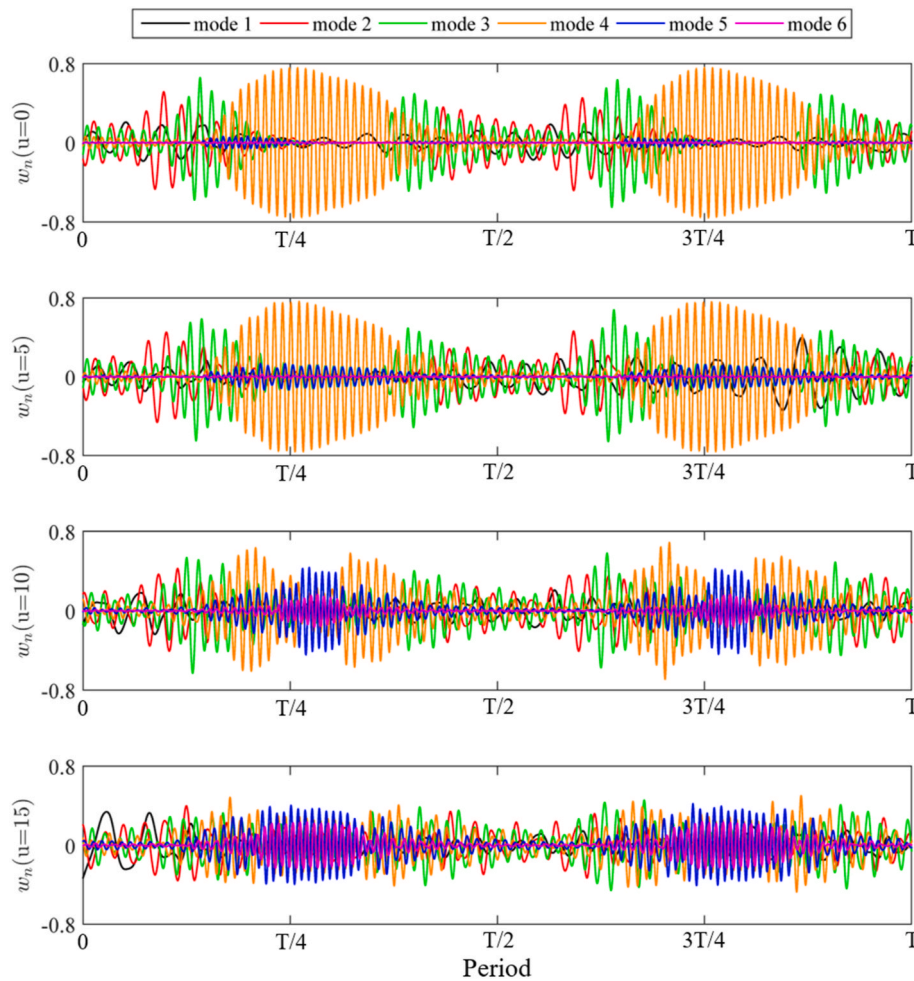 mode 1 mode 2 mode 3 mode 4 mode 5 mode 6
0.8
wₙ(u=0)
0
-0.8
0 T/4 T/2 3T/4 T
0.8
wₙ(u=5)
0
-0.8
0 T/4 T/2 3T/4 T
0.8
wₙ(u=10)
0
-0.8
0 T/4 T/2 3T/4 T
0.8
wₙ(u=15)
0
-0.8
0 T/4 T/2 3T/4 T
Period